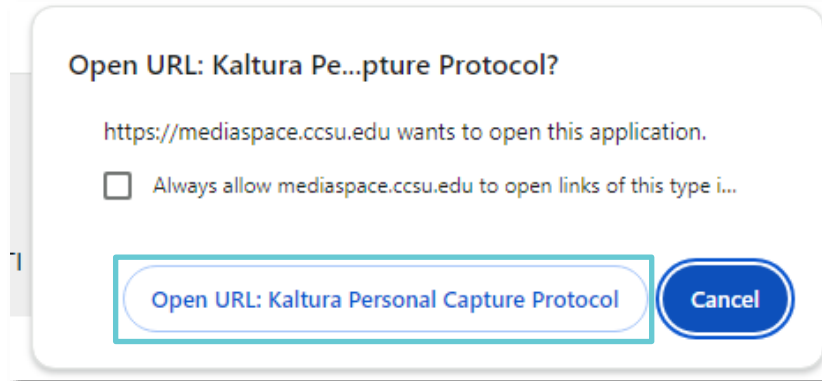 Open URL: Kaltura Pe...pture Protocol?
https://mediaspace.ccsu.edu wants to open this application.
Always allow mediaspace.ccsu.edu to open links of this type i...
Open URL: Kaltura Personal Capture Protocol
Cancel